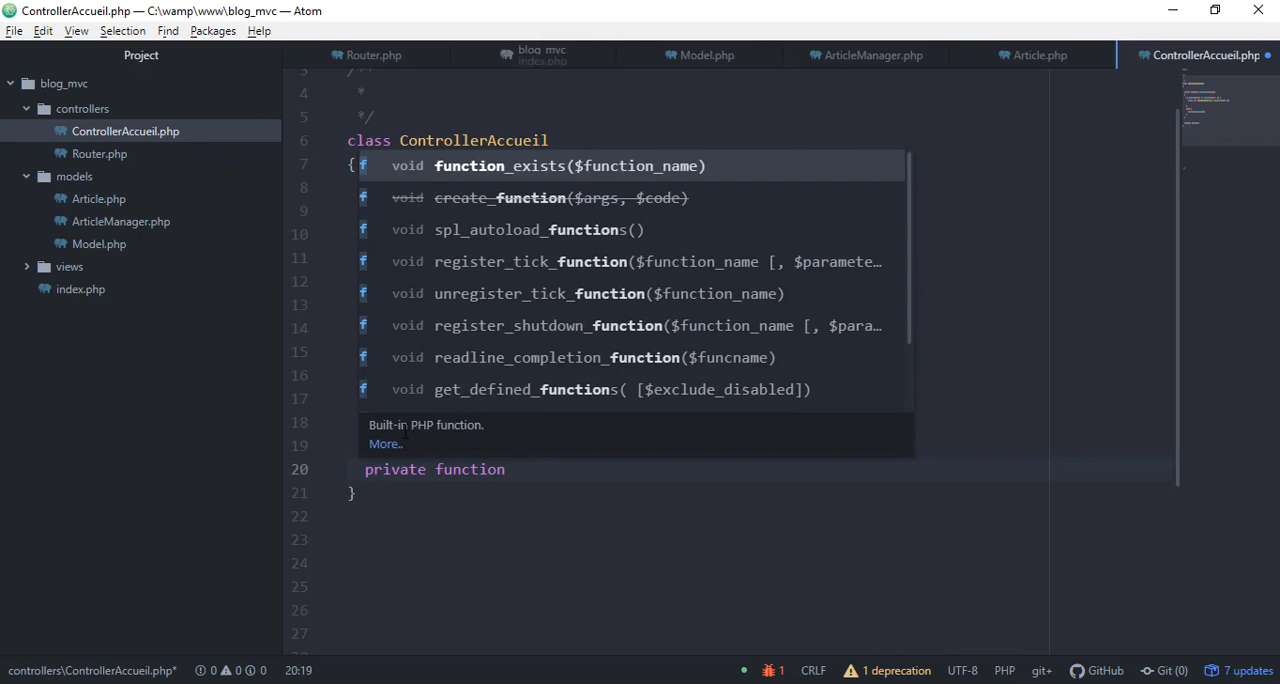 ControllerAccueil.php — C:\wamp\www\blog_mvc — Atom
File Edit View Selection Find Packages Help
Project
Router.php
blog_mvc
index.php
Model.php
ArticleManager.php
Article.php
ControllerAccueil.php
blog_mvc
controllers
ControllerAccueil.php
Router.php
models
Article.php
ArticleManager.php
Model.php
views
index.php
3 /**
4 *
5 */
6 class ControllerAccueil
7 {
8
9
10
11
12
13
14
15
16
17
18
19
20 private function
21 }
22
23
24
25
26
27
f void function_exists($function_name)
f void create_function($args, $code)
f void spl_autoload_functions()
f void register_tick_function($function_name [, $paramete…
f void unregister_tick_function($function_name)
f void register_shutdown_function($function_name [, $para…
f void readline_completion_function($funcname)
f void get_defined_functions( [$exclude_disabled])
Built-in PHP function.
More..
controllers\ControllerAccueil.php* 0 0 0 20:19 1 CRLF 1 deprecation UTF-8 PHP git+ GitHub Git (0) 7 updates